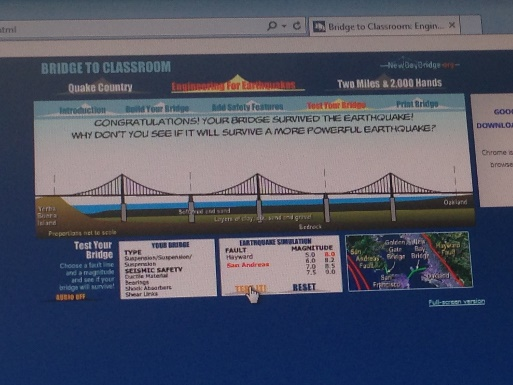 html
Bridge to Classroom: Engin...
BRIDGE TO CLASSROOM
NewBayBridge.org
Quake Country
Engineering For Earthquakes
Two Miles & 2,000 Hands
Introduction
Build Your Bridge
Add Safety Features
Test Your Bridge
Print Bridge
CONGRATULATIONS! YOUR BRIDGE SURVIVED THE EARTHQUAKE!
WHY DON'T YOU SEE IF IT WILL SURVIVE A MORE POWERFUL EARTHQUAKE?
GOOG
DOWNLOA
Chrome is
browse
Yerba
Buena
Island
Oakland
Soft mud and sand
Layers of clay, silt, sand and gravel
Bedrock
Proportions not to scale
Test Your
Bridge
Choose a fault line
and a magnitude
and see if your
bridge will survive!
AUDIO OFF
YOUR BRIDGE
TYPE
Suspension/Suspension/
Suspension
SEISMIC SAFETY
Ductile Material
Bearings
Shock Absorbers
Shear Links
EARTHQUAKE SIMULATION
FAULT MAGNITUDE
Hayward 5.0 8.0
San Andreas 6.0 8.2
7.0 8.5
7.5 9.0
RESET
San
Andreas
Fault
Golden
Gate
Bridge
New
Bay
Bridge
Hayward
Fault
San
Francisco
Oakland
Full-screen version